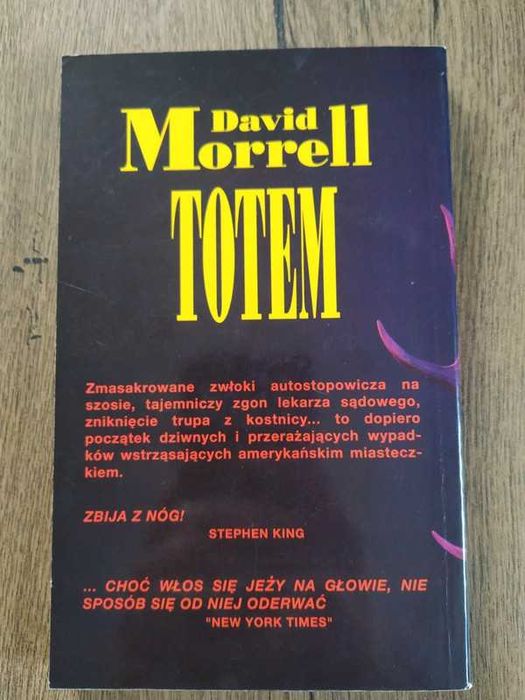 David
Morrell
TOTEM
Zmasakrowane zwłoki autostopowicza na
szosie, tajemniczy zgon lekarza sądowego,
zniknięcie trupa z kostnicy... to dopiero
początek dziwnych i przerażających wypad-
ków wstrząsających amerykańskim miastecz-
kiem.
ZBIJA Z NÓG!
STEPHEN KING
... CHOĆ WŁOS SIĘ JEŻY NA GŁOWIE, NIE
SPOSÓB SIĘ OD NIEJ ODERWAĆ
"NEW YORK TIMES"